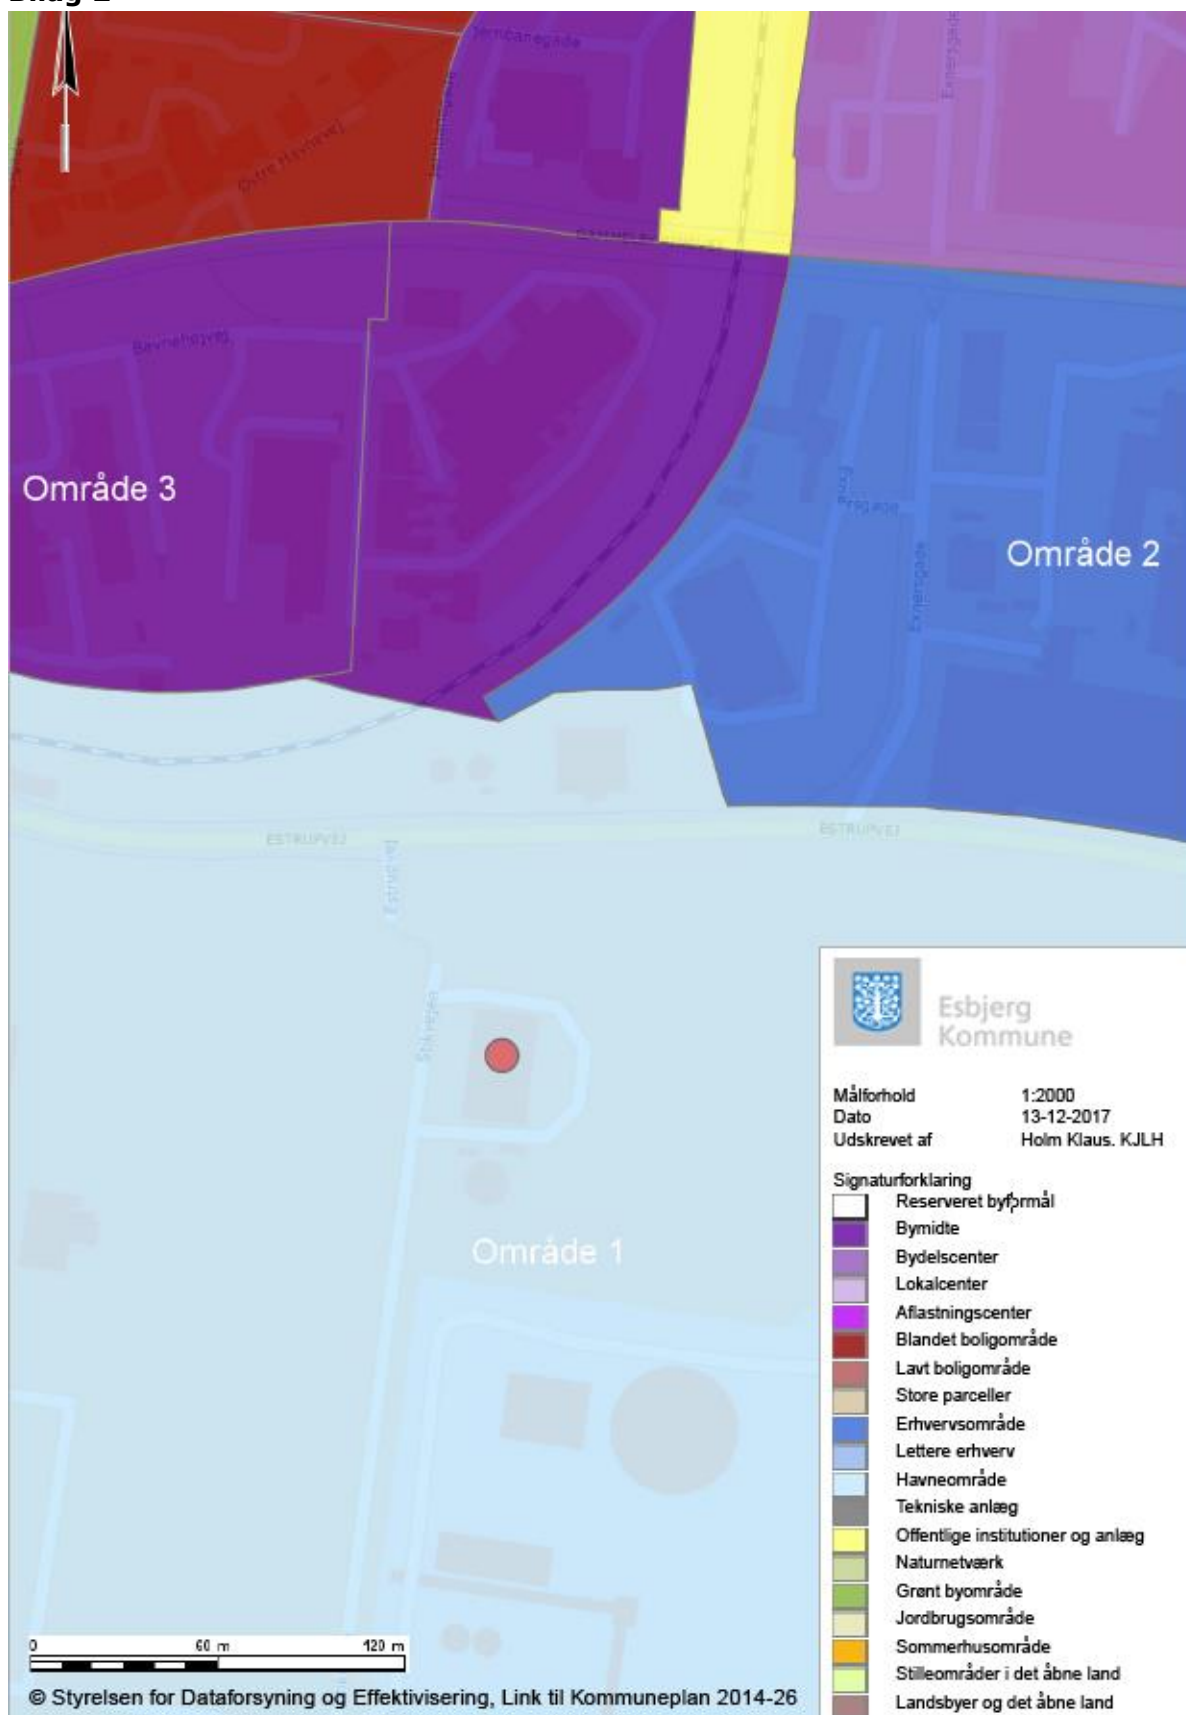 Jernbanegade
Exnersgade
Østre Havnevej
Bavnehøjvej
Område 3
Område 2
Exnersgade
ESTRUPVEJ
ESTRUPVEJ
Estrupvej
Stikvejen
Område 1
Esbjerg
Kommune
Målforhold 1:2000
Dato 13-12-2017
Udskrevet af Holm Klaus. KJLH
Signaturforklaring
Reserveret byformål
Bymidte
Bydelscenter
Lokalcenter
Aflastningscenter
Blandet boligområde
Lavt boligområde
Store parceller
Erhvervsområde
Lettere erhverv
Havneområde
Tekniske anlæg
Offentlige institutioner og anlæg
Naturnetværk
Grønt byområde
Jordbrugsområde
Sommerhusområde
Stilleområder i det åbne land
Landsbyer og det åbne land
0 60 m 120 m
© Styrelsen for Dataforsyning og Effektivisering, Link til Kommuneplan 2014-26